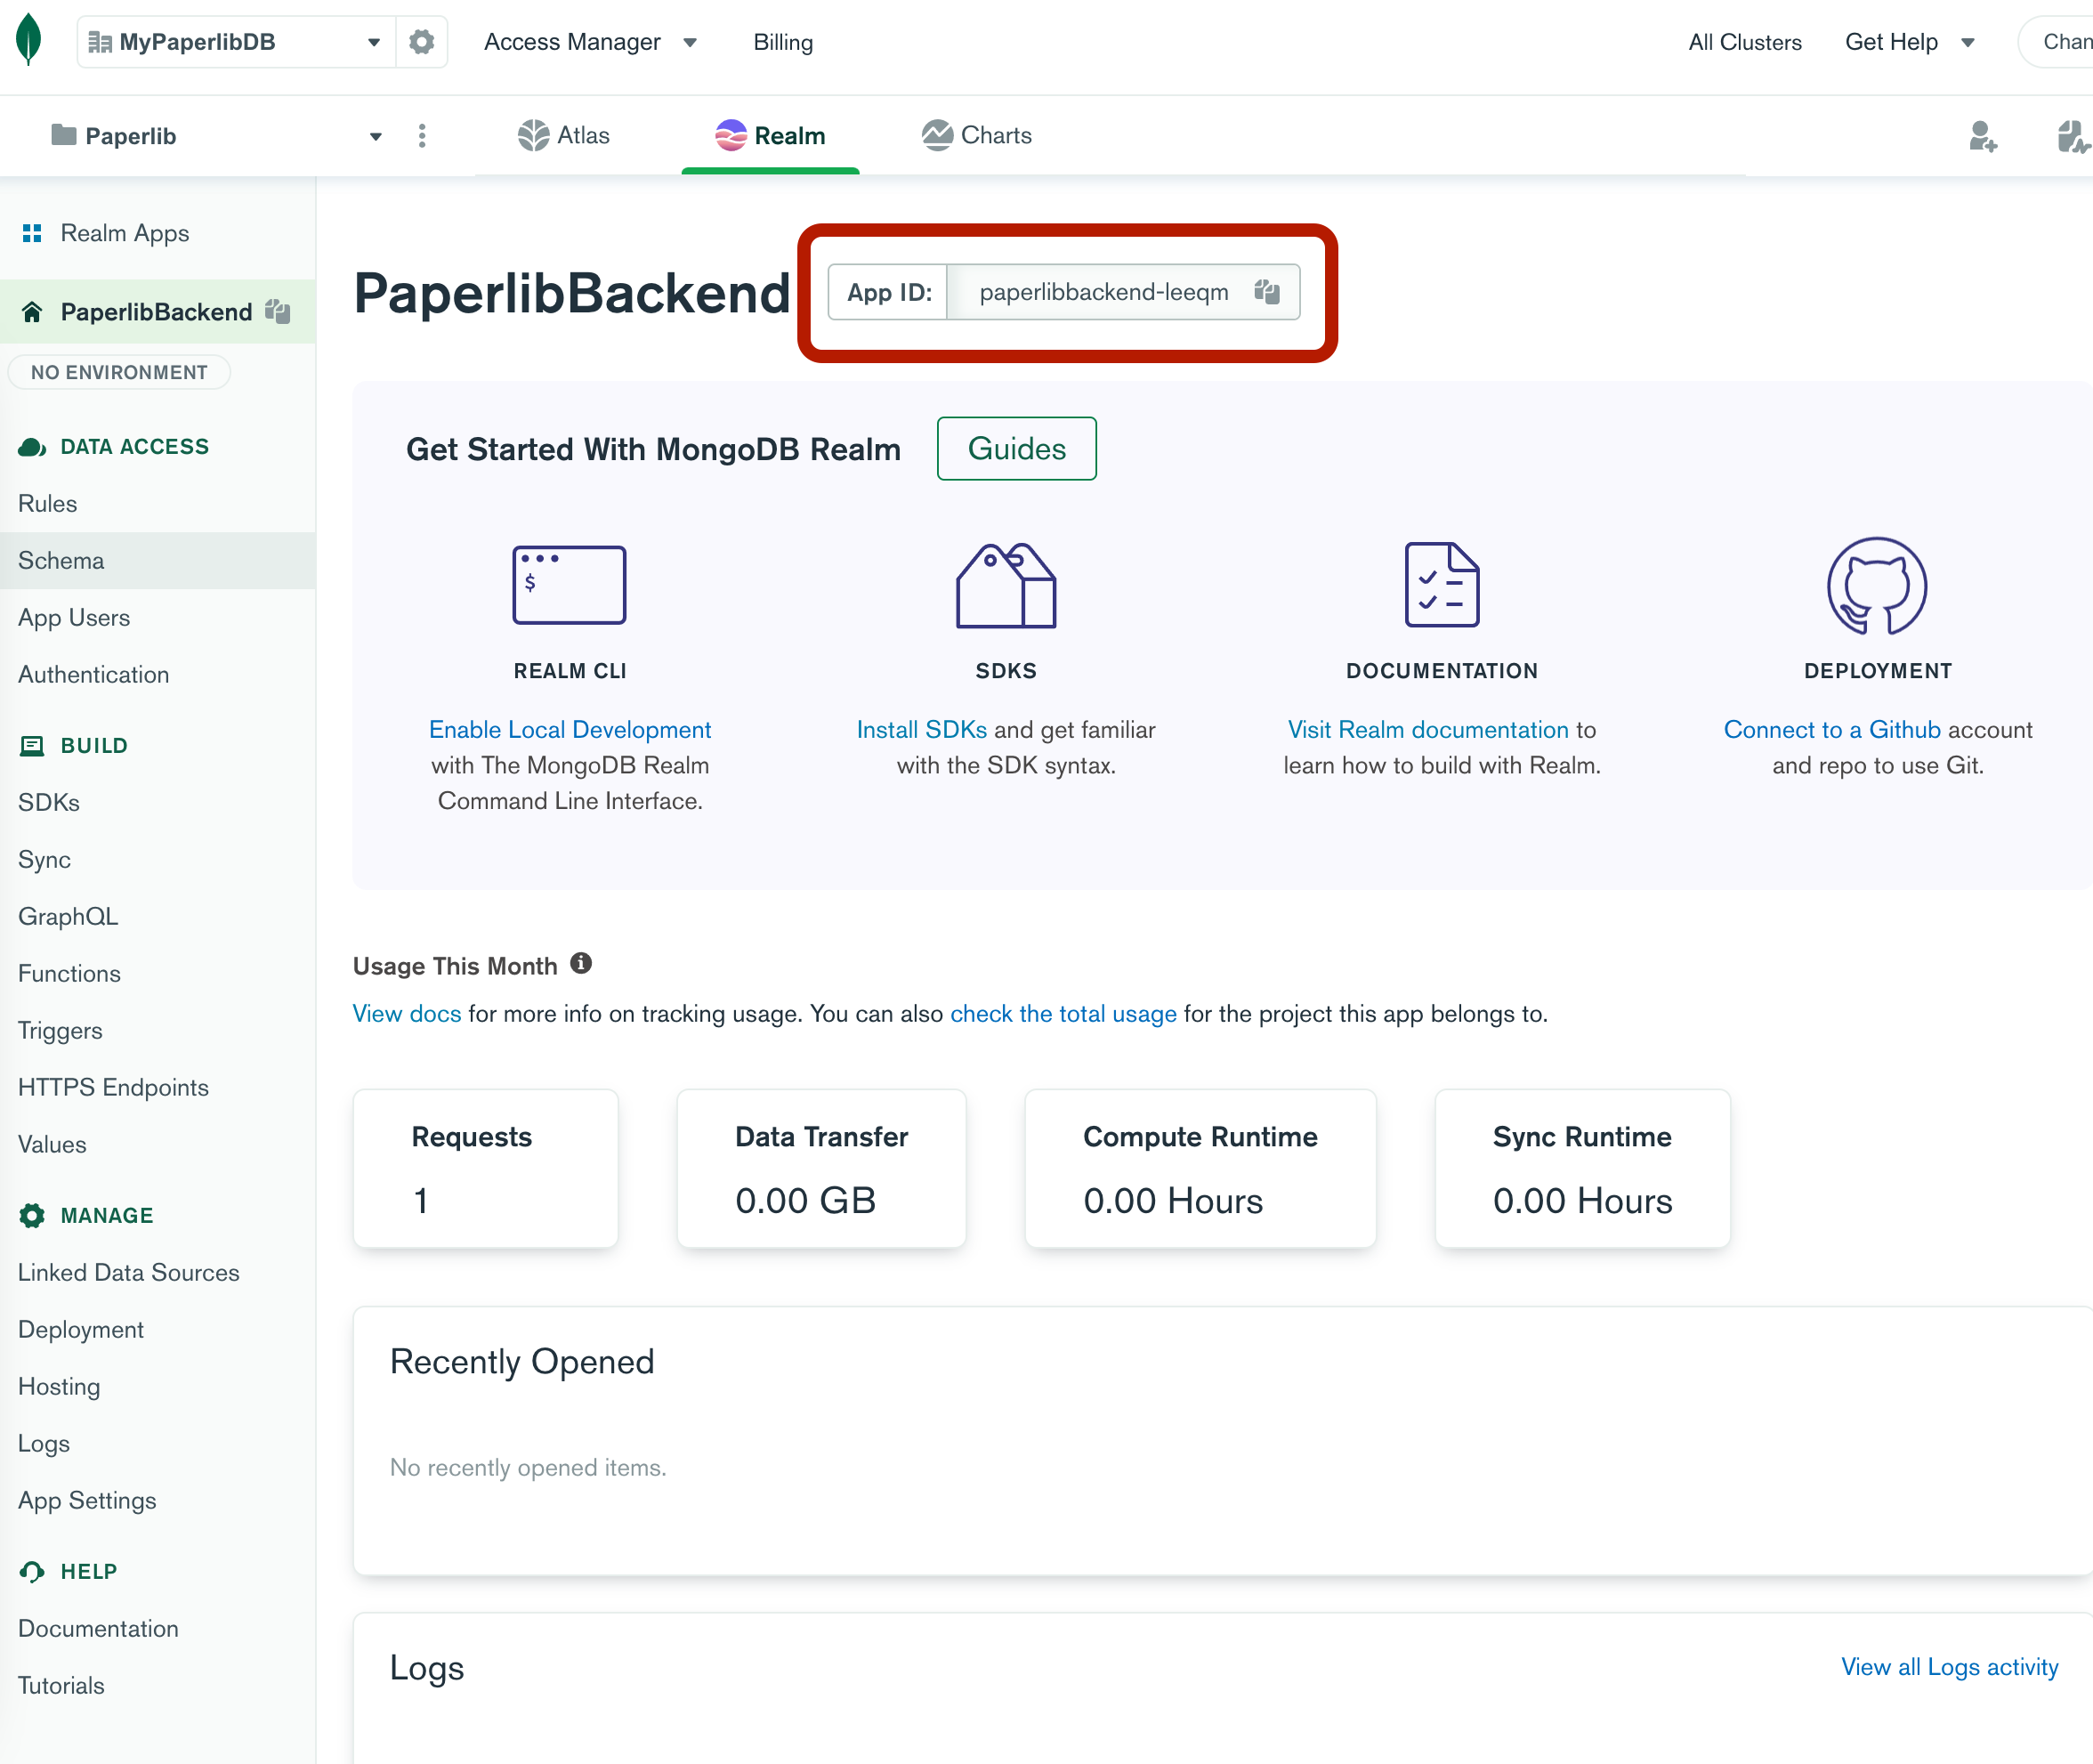 MyPaperlibDB
Access Manager
Billing
All Clusters
Get Help
Chan
Paperlib
Atlas
Realm
Charts
Realm Apps
PaperlibBackend
NO ENVIRONMENT
DATA ACCESS
Rules
Schema
App Users
Authentication
BUILD
SDKs
Sync
GraphQL
Functions
Triggers
HTTPS Endpoints
Values
MANAGE
Linked Data Sources
Deployment
Hosting
Logs
App Settings
HELP
Documentation
Tutorials
PaperlibBackend
App ID: paperlibbackend-leeqm
Get Started With MongoDB Realm
Guides
$
REALM CLI
Enable Local Development
with The MongoDB Realm
Command Line Interface.
SDKS
Install SDKs and get familiar
with the SDK syntax.
DOCUMENTATION
Visit Realm documentation to
learn how to build with Realm.
DEPLOYMENT
Connect to a Github account
and repo to use Git.
Usage This Month
View docs for more info on tracking usage. You can also check the total usage for the project this app belongs to.
Requests
1
Data Transfer
0.00 GB
Compute Runtime
0.00 Hours
Sync Runtime
0.00 Hours
Recently Opened
No recently opened items.
Logs
View all Logs activity